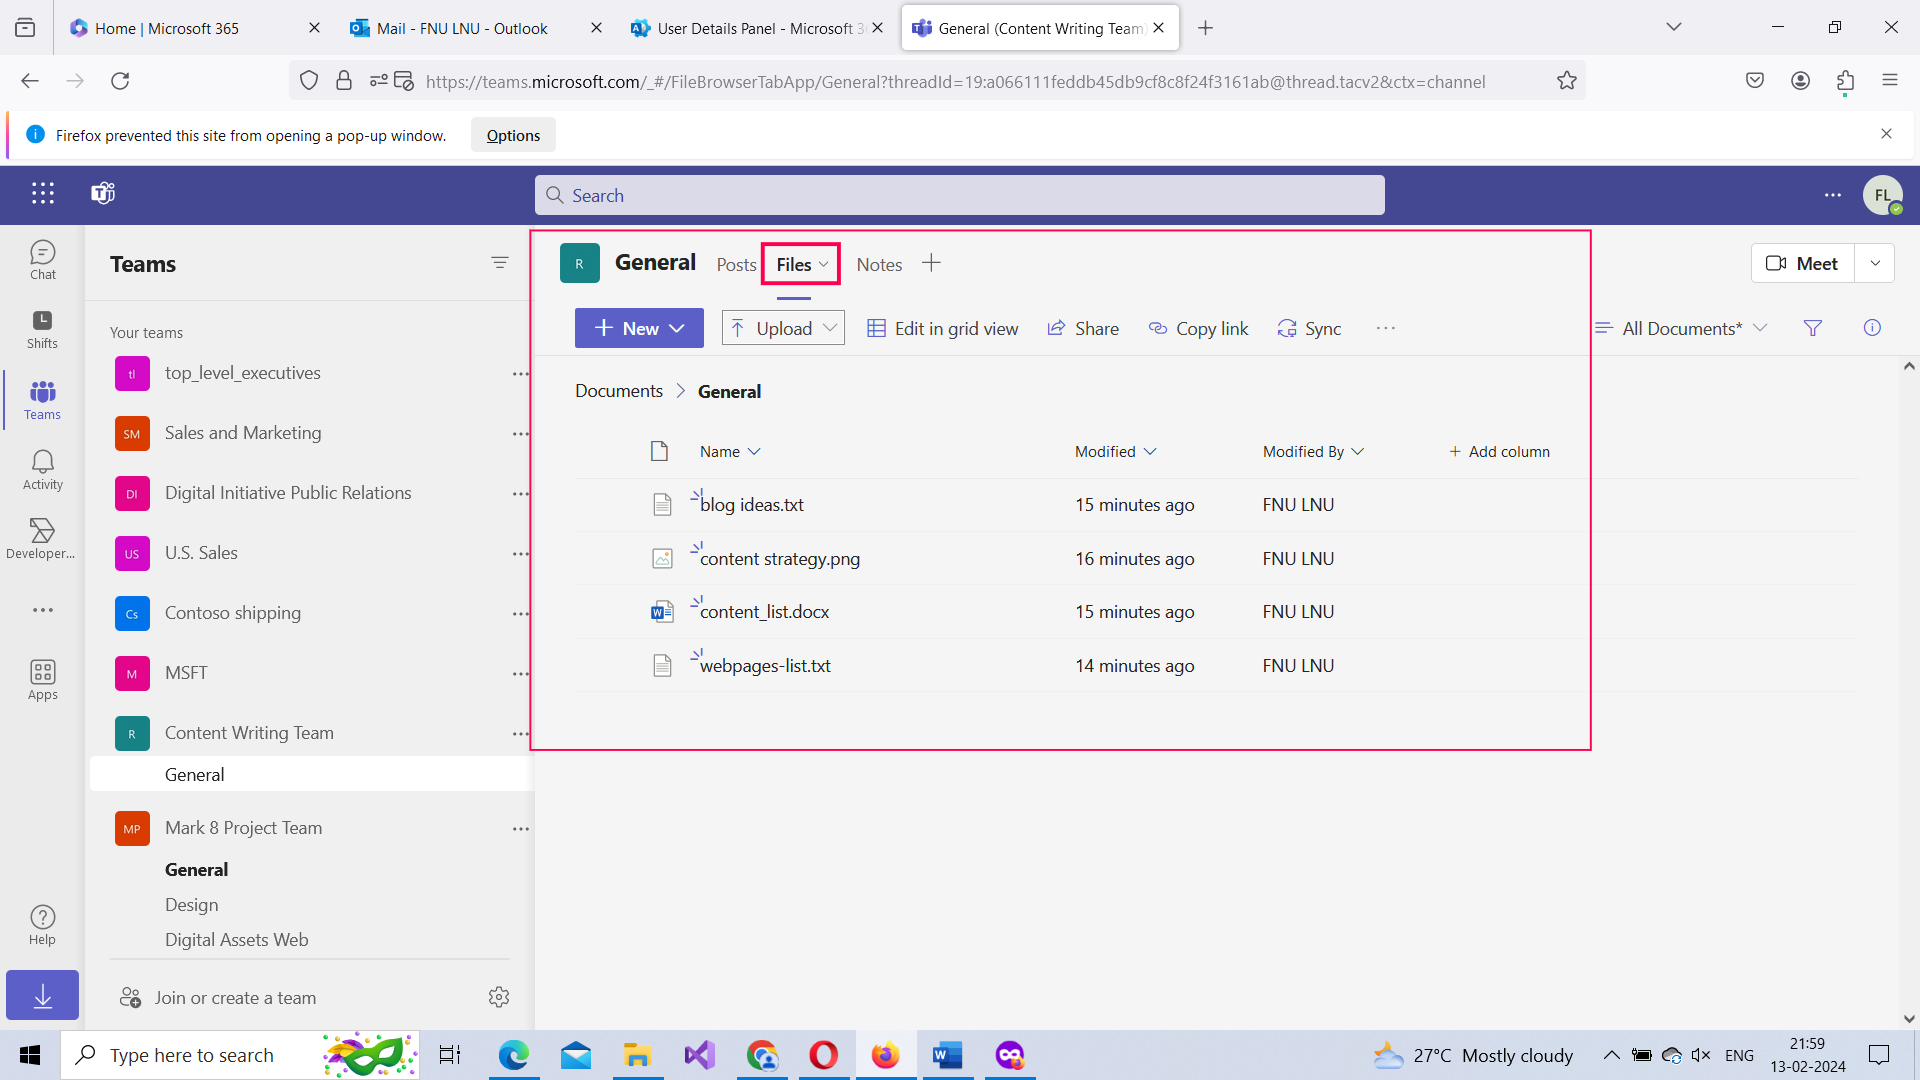 Home | Microsoft 365
Mail - FNU LNU - Outlook
User Details Panel - Microsoft 3
General (Content Writing Team)
https://teams.microsoft.com/_#/FileBrowserTabApp/General?threadId=19:a066111feddb45db9cf8c8f24f3161ab@thread.tacv2&ctx=channel
Firefox prevented this site from opening a pop-up window.
Options
Search
FL
Chat
Shifts
Teams
Activity
Developer...
Apps
Help
Teams
Your teams
tl top_level_executives
SM Sales and Marketing
DI Digital Initiative Public Relations
US U.S. Sales
Cs Contoso shipping
M MSFT
R Content Writing Team
General
MP Mark 8 Project Team
General
Design
Digital Assets Web
Join or create a team
R General Posts Files Notes
Meet
New Upload Edit in grid view Share Copy link Sync
All Documents*
Documents > General
Name Modified Modified By + Add column
blog ideas.txt 15 minutes ago FNU LNU
content strategy.png 16 minutes ago FNU LNU
content_list.docx 15 minutes ago FNU LNU
webpages-list.txt 14 minutes ago FNU LNU
Type here to search
27°C Mostly cloudy
ENG
21:59
13-02-2024